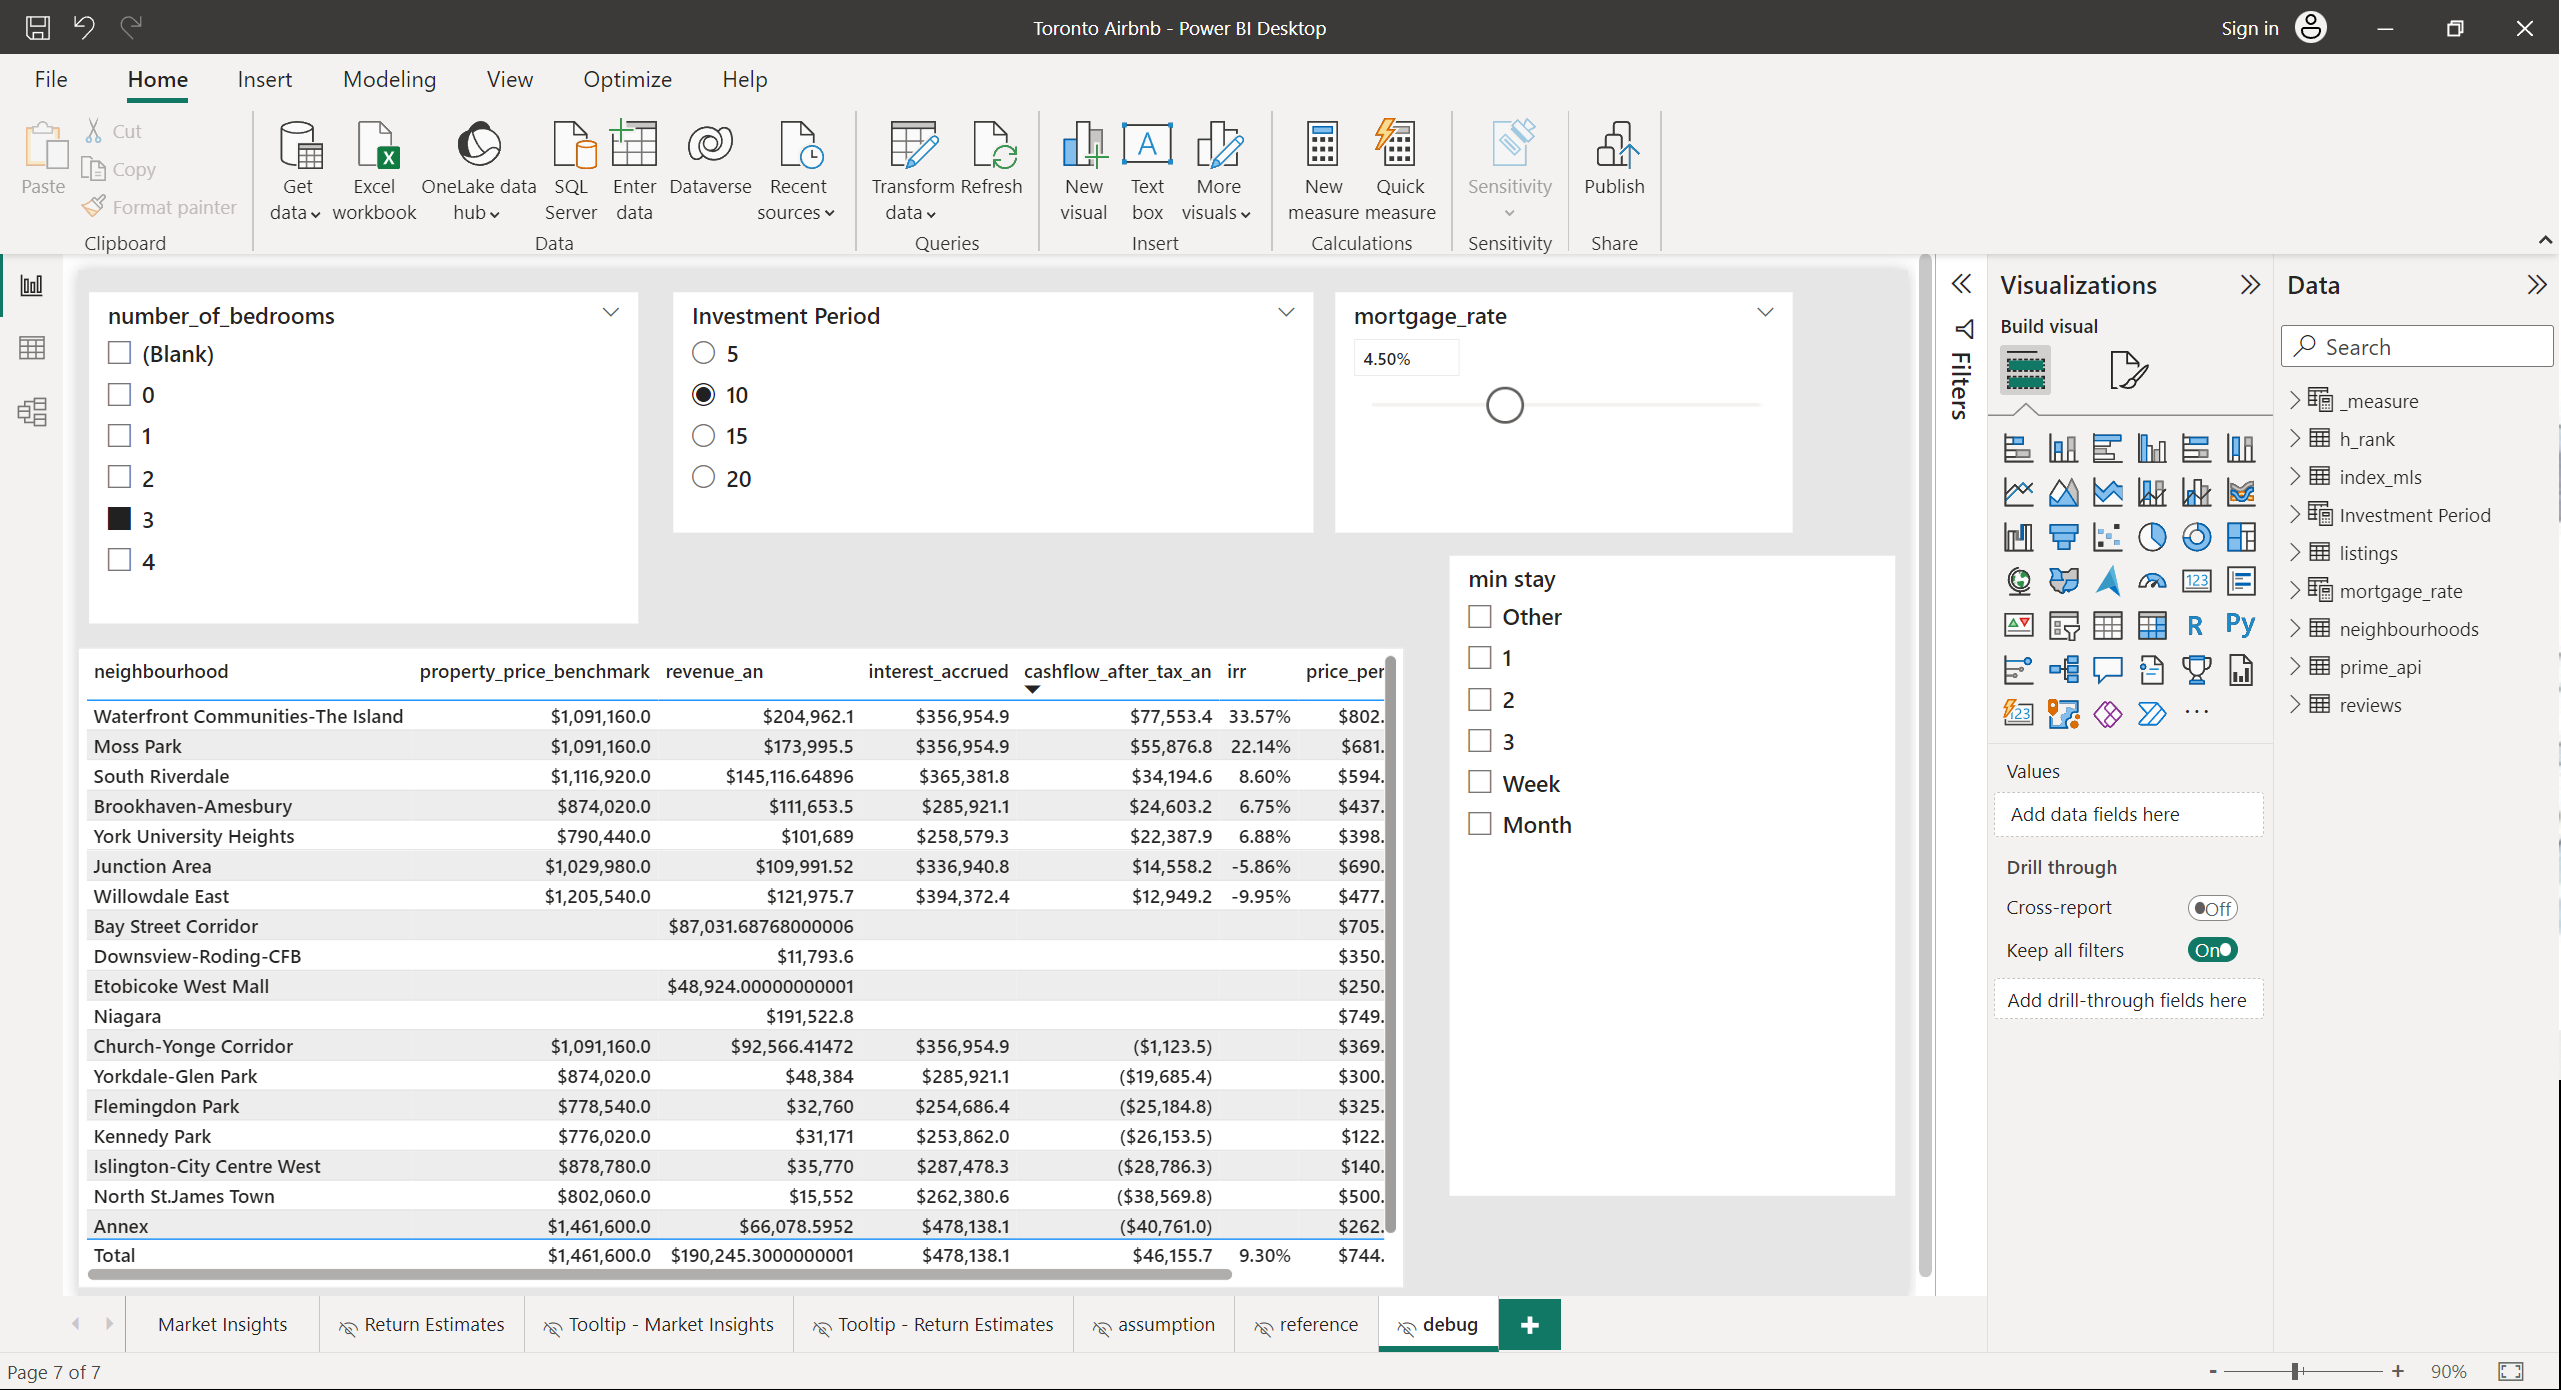 Toronto Airbnb - Power BI Desktop
Sign in
File Home Insert Modeling View Optimize Help
Paste
Cut
Copy
Format painter
Clipboard
Get data
Excel workbook
OneLake data hub
SQL Server
Enter data
Dataverse
Recent sources
Data
Transform data
Refresh
Queries
New visual
Text box
More visuals
Insert
New measure
Quick measure
Calculations
Sensitivity
Sensitivity
Publish
Share
number_of_bedrooms
(Blank)
0
1
2
3
4
Investment Period
5
10
15
20
mortgage_rate
4.50%
min stay
Other
1
2
3
Week
Month
neighbourhood property_price_benchmark revenue_an interest_accrued cashflow_after_tax_an irr price_per
Waterfront Communities-The Island $1,091,160.0 $204,962.1 $356,954.9 $77,553.4 33.57% $802.
Moss Park $1,091,160.0 $173,995.5 $356,954.9 $55,876.8 22.14% $681.
South Riverdale $1,116,920.0 $145,116.64896 $365,381.8 $34,194.6 8.60% $594.
Brookhaven-Amesbury $874,020.0 $111,653.5 $285,921.1 $24,603.2 6.75% $437.
York University Heights $790,440.0 $101,689 $258,579.3 $22,387.9 6.88% $398.
Junction Area $1,029,980.0 $109,991.52 $336,940.8 $14,558.2 -5.86% $690.
Willowdale East $1,205,540.0 $121,975.7 $394,372.4 $12,949.2 -9.95% $477.
Bay Street Corridor $87,031.68768000006 $705.
Downsview-Roding-CFB $11,793.6 $350.
Etobicoke West Mall $48,924.00000000001 $250.
Niagara $191,522.8 $749.
Church-Yonge Corridor $1,091,160.0 $92,566.41472 $356,954.9 ($1,123.5) $369.
Yorkdale-Glen Park $874,020.0 $48,384 $285,921.1 ($19,685.4) $300.
Flemingdon Park $778,540.0 $32,760 $254,686.4 ($25,184.8) $325.
Kennedy Park $776,020.0 $31,171 $253,862.0 ($26,153.5) $122.
Islington-City Centre West $878,780.0 $35,770 $287,478.3 ($28,786.3) $140.
North St.James Town $802,060.0 $15,552 $262,380.6 ($38,569.8) $500.
Annex $1,461,600.0 $66,078.5952 $478,138.1 ($40,761.0) $262.
Total $1,461,600.0 $190,245.3000000001 $478,138.1 $46,155.7 9.30% $744.
Filters
Visualizations
Build visual
123
R
Py
123
Values
Add data fields here
Drill through
Cross-report Off
Keep all filters On
Add drill-through fields here
Data
Search
_measure
h_rank
index_mls
Investment Period
listings
mortgage_rate
neighbourhoods
prime_api
reviews
Market Insights Return Estimates Tooltip - Market Insights Tooltip - Return Estimates assumption reference debug +
Page 7 of 7
- + 90%